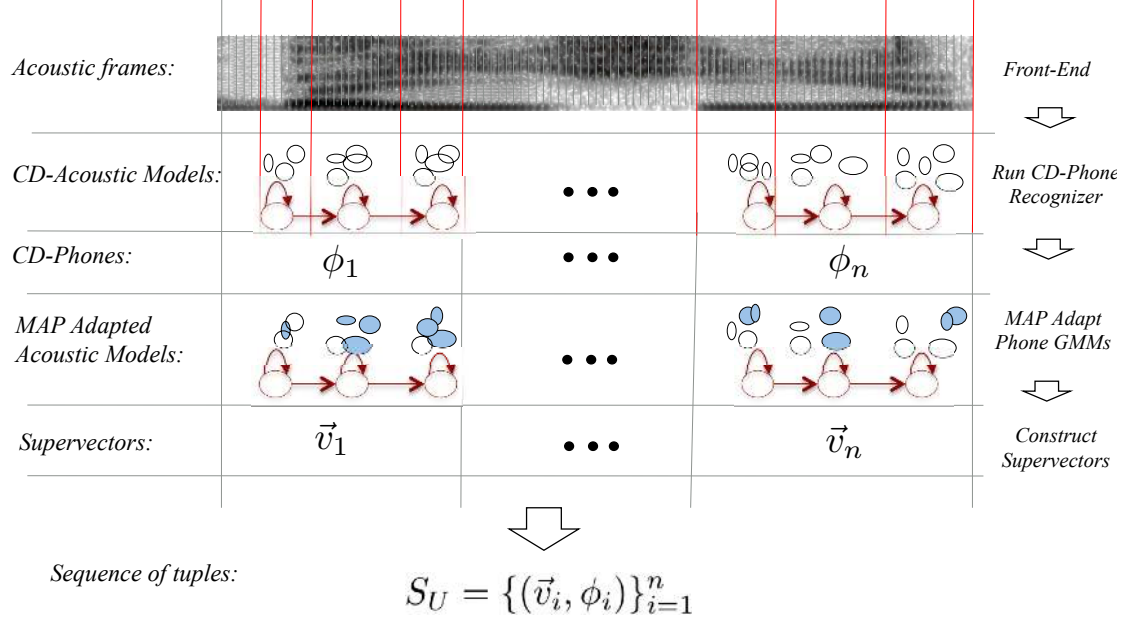 Acoustic frames:
Front-End
CD-Acoustic Models:
• • •
Run CD-Phone
Recognizer
CD-Phones:
ϕ₁
• • •
ϕₙ
MAP Adapted
Acoustic Models:
• • •
MAP Adapt
Phone GMMs
Supervectors:
v⃗₁
• • •
v⃗ₙ
Construct
Supervectors
Sequence of tuples:
S_U = {(v⃗ᵢ, ϕᵢ)}ⁿᵢ₌₁